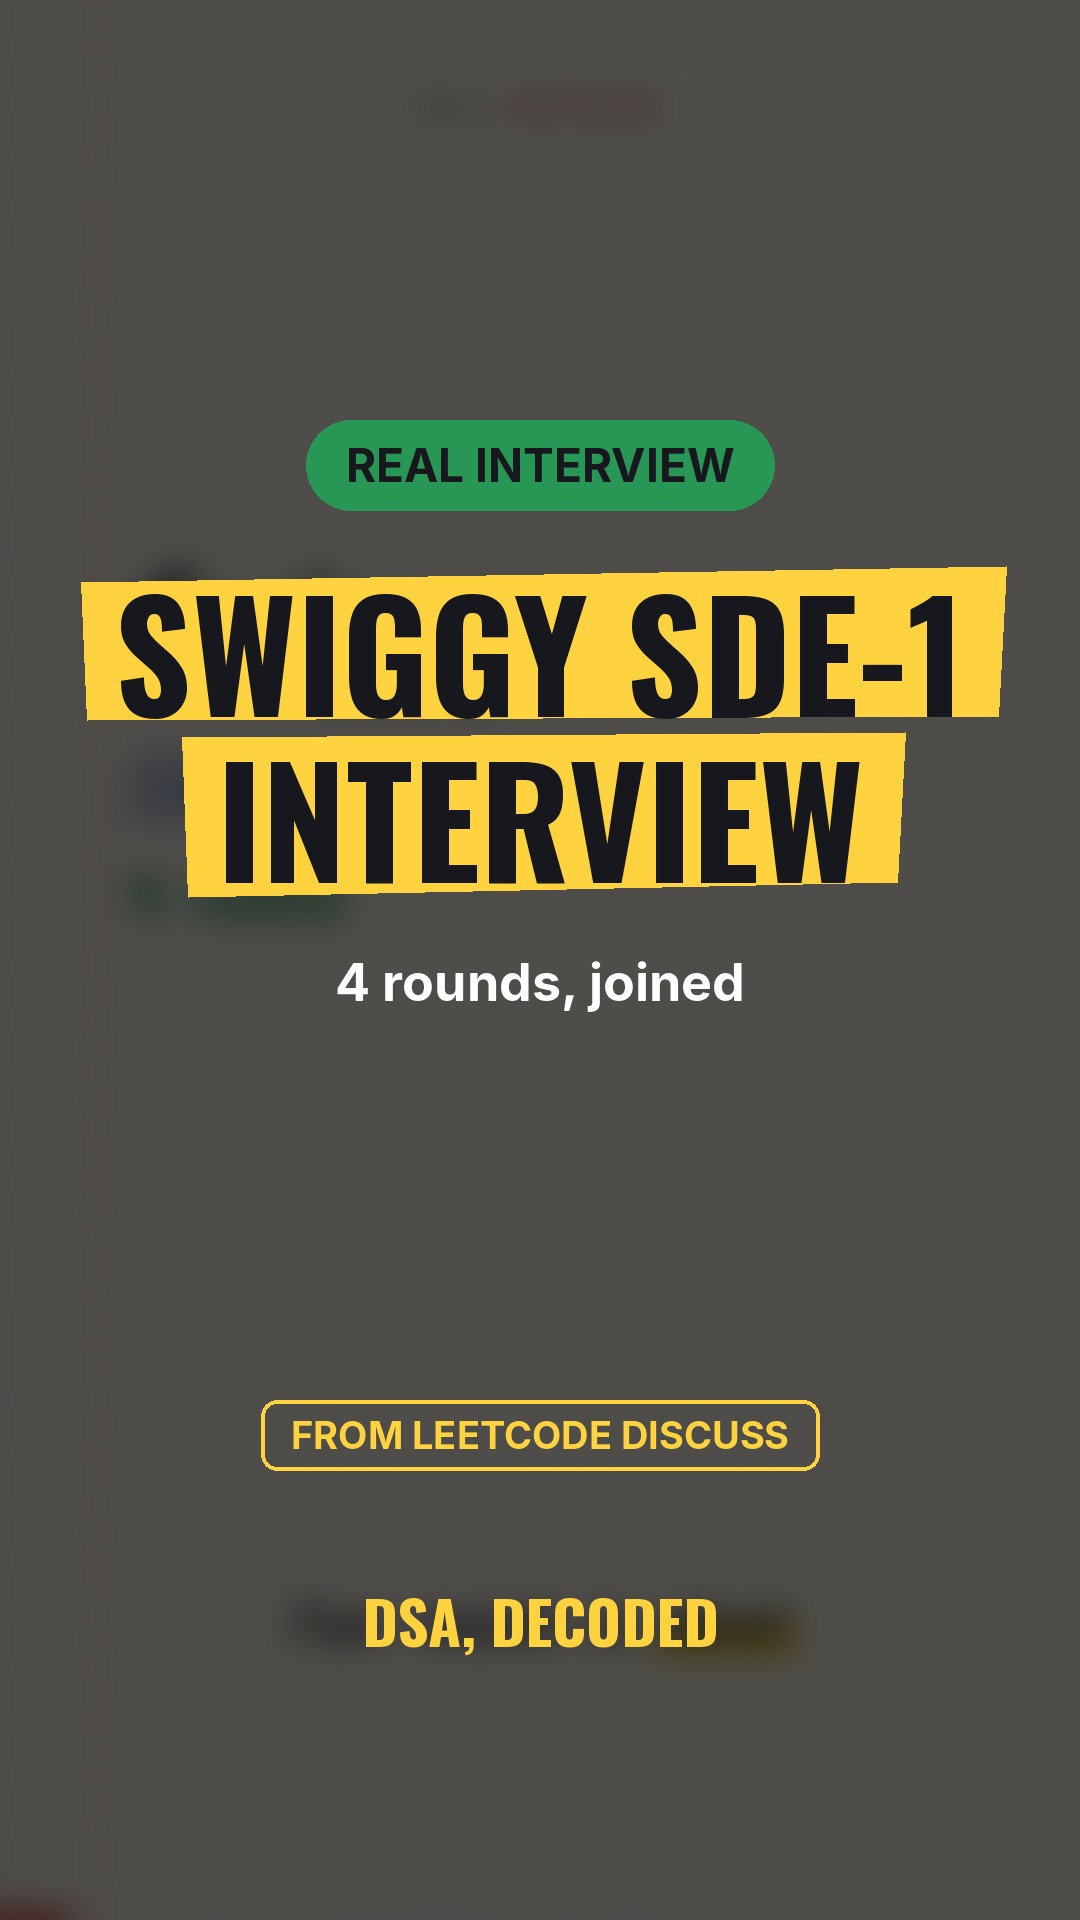 REAL INTERVIEW
SWIGGY SDE-1
INTERVIEW
4 rounds, joined
FROM LEETCODE DISCUSS
DSA, DECODED